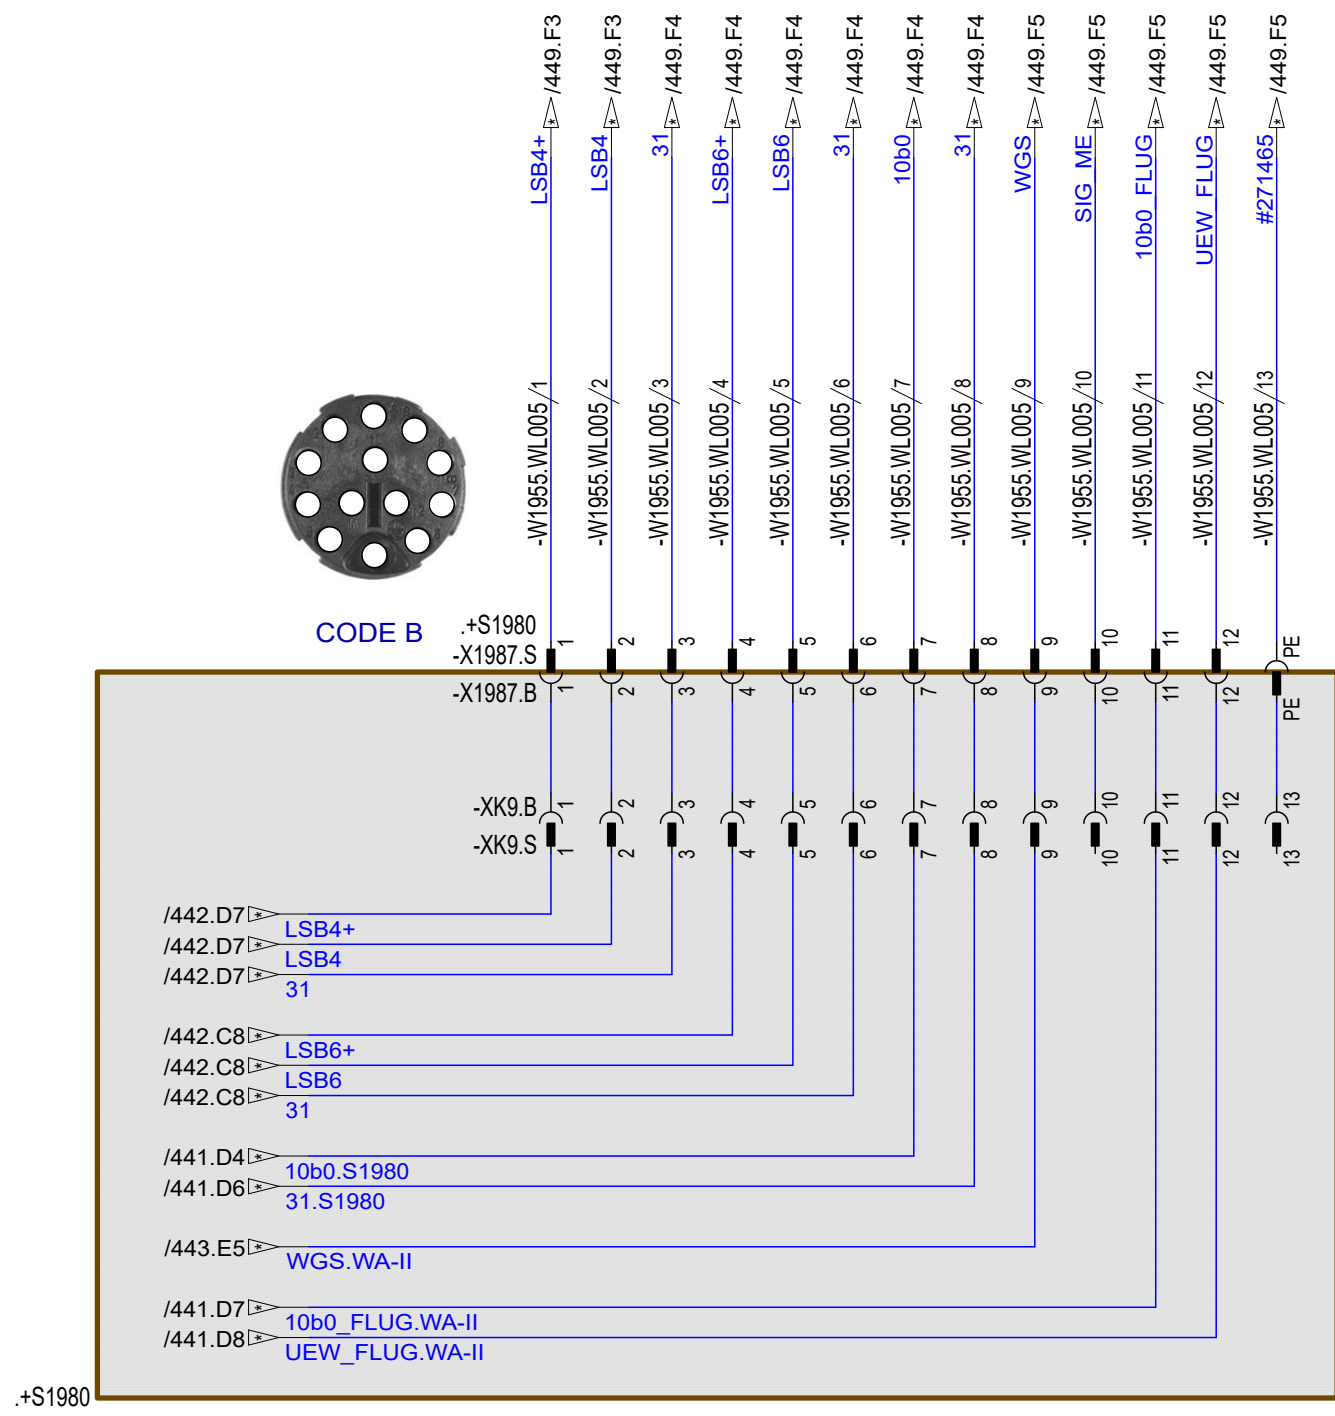 /449.F3 /449.F3 /449.F4 /449.F4 /449.F4 /449.F4 /449.F4 /449.F4 /449.F5 /449.F5 /449.F5 /449.F5 /449.F5
LSB4+ LSB4 31 LSB6+ LSB6 31 10b0 31 WGS SIG_ME 10b0_FLUG UEW_FLUG #271465
-W1955.WL005/1 -W1955.WL005/2 -W1955.WL005/3 -W1955.WL005/4 -W1955.WL005/5 -W1955.WL005/6 -W1955.WL005/7 -W1955.WL005/8 -W1955.WL005/9 -W1955.WL005/10 -W1955.WL005/11 -W1955.WL005/12 -W1955.WL005/13
CODE B
.+S1980
-X1987.S 1 2 3 4 5 6 7 8 9 10 11 12 PE
-X1987.B 1 2 3 4 5 6 7 8 9 10 11 12 PE
-XK9.B 1 2 3 4 5 6 7 8 9 10 11 12 13
-XK9.S 1 2 3 4 5 6 7 8 9 10 11 12 13
/442.D7
LSB4+
/442.D7
LSB4
/442.D7
31
/442.C8
LSB6+
/442.C8
LSB6
/442.C8
31
/441.D4
10b0.S1980
/441.D6
31.S1980
/443.E5
WGS.WA-II
/441.D7
10b0_FLUG.WA-II
/441.D8
UEW_FLUG.WA-II
.+S1980